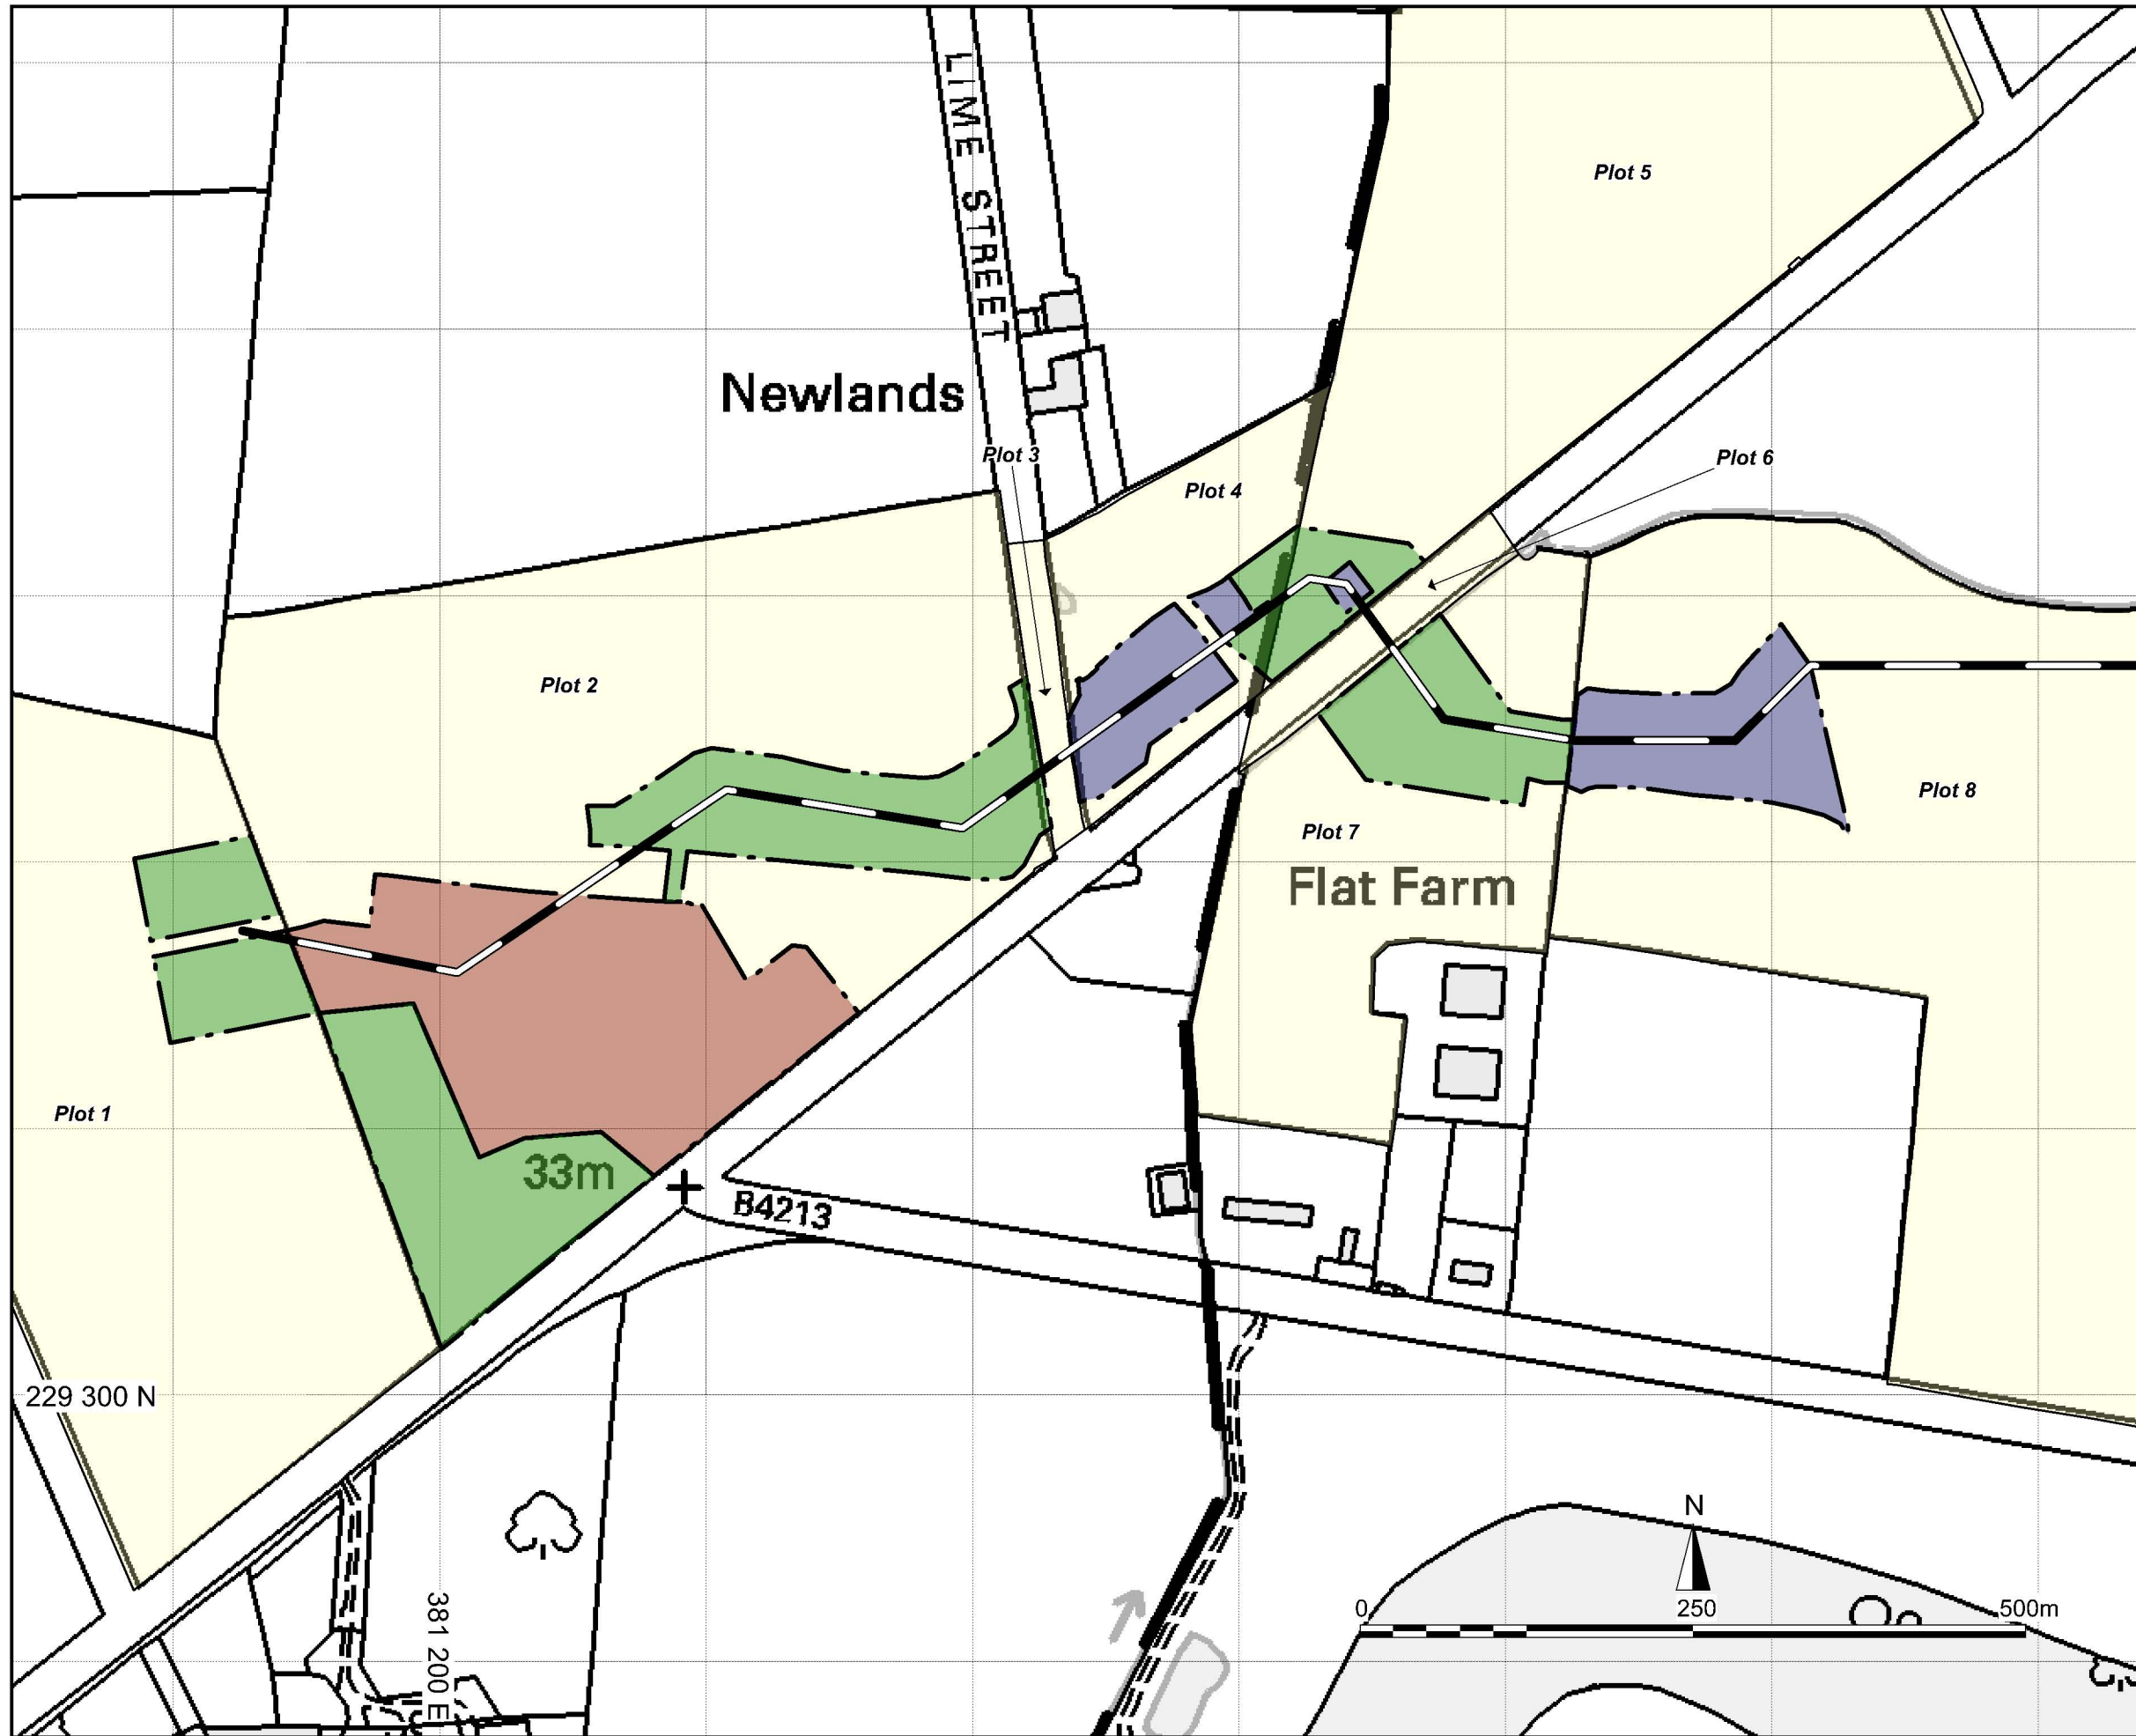 LIME STREET
Plot 5
Newlands
Plot 3
Plot 6
Plot 4
Plot 2
Plot 8
Plot 7
Flat Farm
Plot 1
33m
B4213
229 300 N
N
381 200 E
0
250
500m